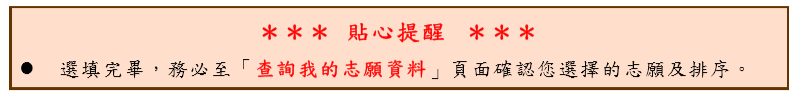 ＊＊＊ 貼心提醒 ＊＊＊
● 選填完畢，務必至「查詢我的志願資料」頁面確認您選擇的志願及排序。